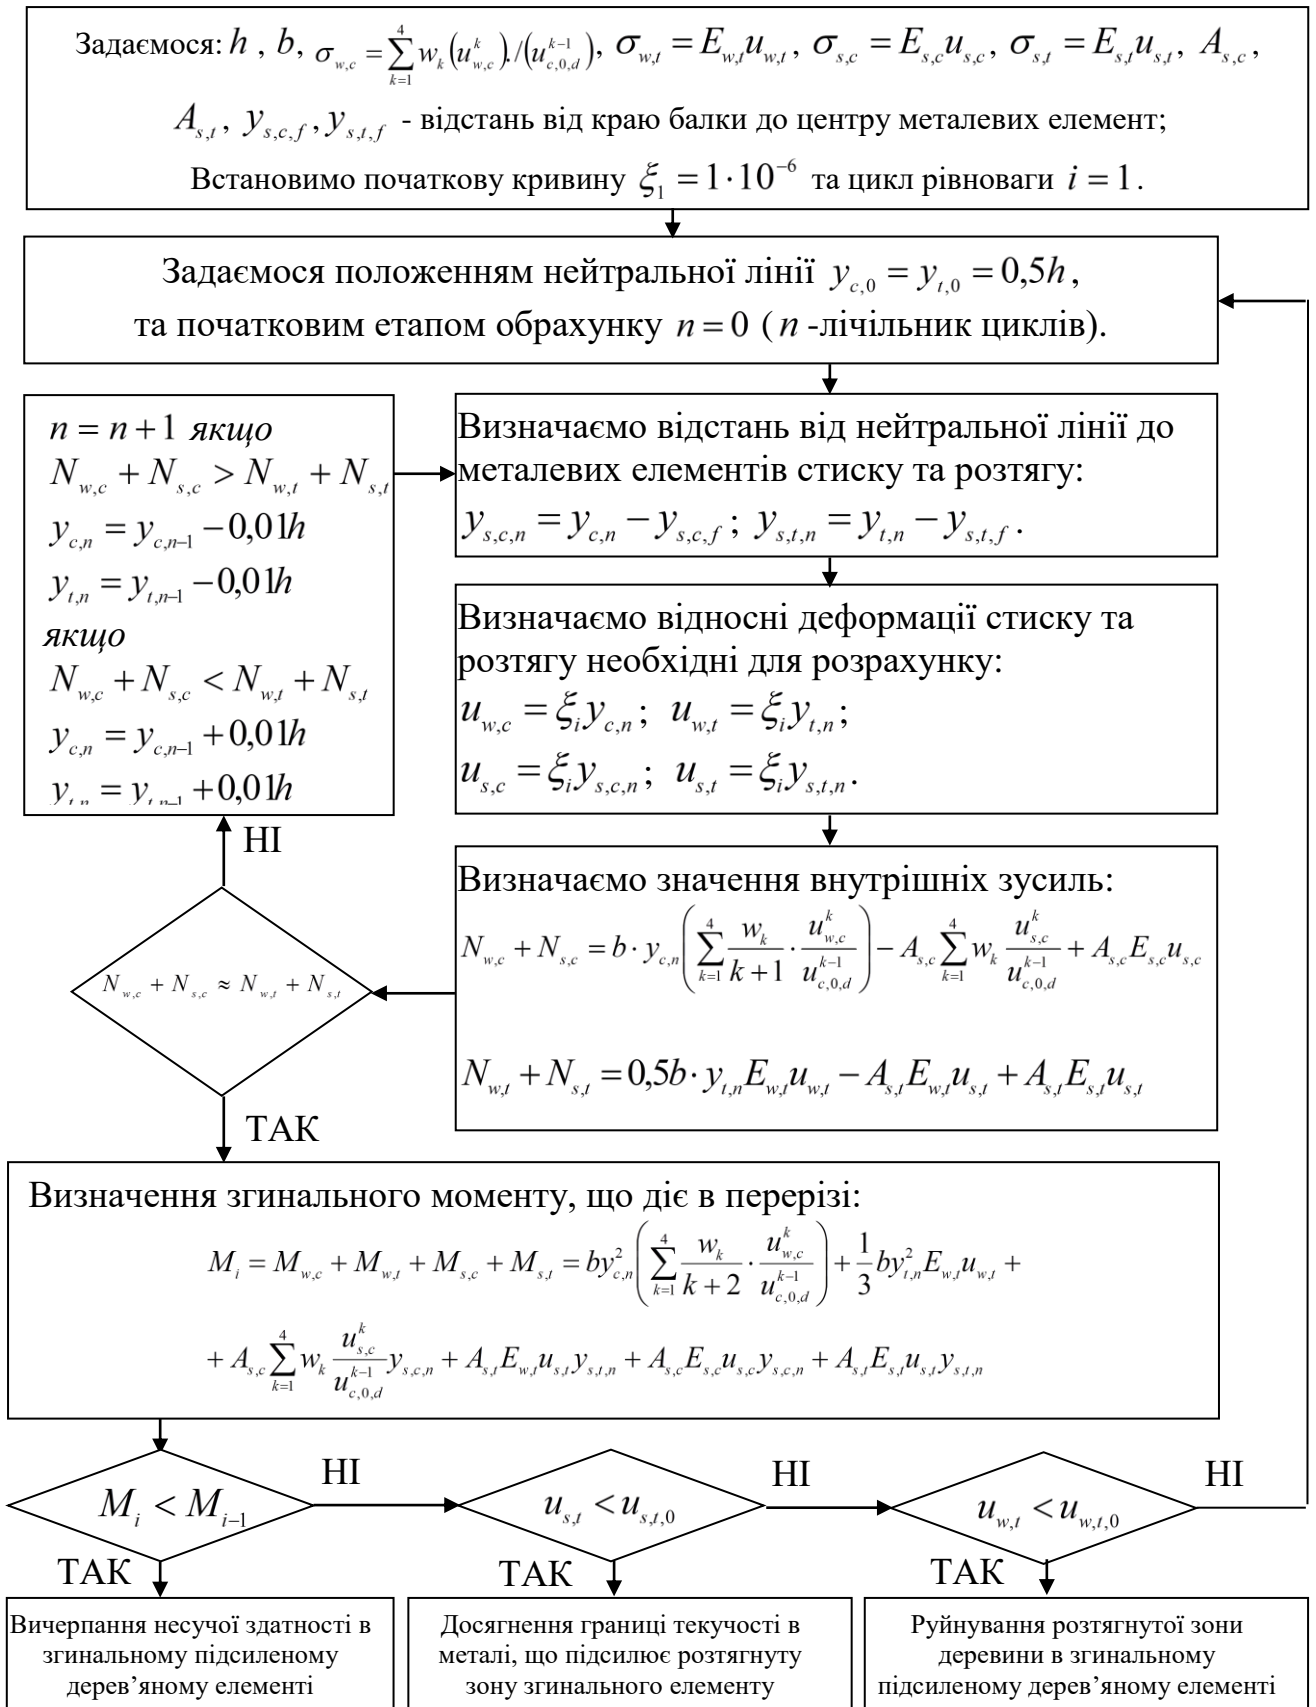 Задаємося: h , b, σ_{w,c} = ∑_{k=1}^{4} w_k (u_{w,c}^k)./(u_{c,0,d}^{k-1}), σ_{w,t} = E_{w,t}u_{w,t}, σ_{s,c} = E_{s,c}u_{s,c}, σ_{s,t} = E_{s,t}u_{s,t}, A_{s,c},
A_{s,t}, y_{s,c,f}, y_{s,t,f} - відстань від краю балки до центру металевих елемент;
Встановимо початкову кривину ξ_1 = 1·10^{−6} та цикл рівноваги i = 1.
Задаємося положенням нейтральної лінії y_{c,0} = y_{t,0} = 0,5h,
та початковим етапом обрахунку n = 0 (n -лічільник циклів).
n = n + 1 якщо
N_{w,c} + N_{s,c} > N_{w,t} + N_{s,t}
y_{c,n} = y_{c,n−1} − 0,01h
y_{t,n} = y_{t,n−1} − 0,01h
якщо
N_{w,c} + N_{s,c} < N_{w,t} + N_{s,t}
y_{c,n} = y_{c,n−1} + 0,01h
y_{t,n} = y_{t,n−1} + 0,01h
Визначаємо відстань від нейтральної лінії до
металевих елементів стиску та розтягу:
y_{s,c,n} = y_{c,n} − y_{s,c,f} ; y_{s,t,n} = y_{t,n} − y_{s,t,f} .
Визначаємо відносні деформації стиску та
розтягу необхідні для розрахунку:
u_{w,c} = ξ_i y_{c,n} ; u_{w,t} = ξ_i y_{t,n} ;
u_{s,c} = ξ_i y_{s,c,n} ; u_{s,t} = ξ_i y_{s,t,n} .
Визначаємо значення внутрішніх зусиль:
N_{w,c} + N_{s,c} = b · y_{c,n} (∑_{k=1}^{4} w_k/(k+1) · u_{w,c}^k/u_{c,0,d}^{k−1}) − A_{s,c} ∑_{k=1}^{4} w_k u_{s,c}^k/u_{c,0,d}^{k−1} + A_{s,c}E_{s,c}u_{s,c}
N_{w,t} + N_{s,t} = 0,5b · y_{t,n}E_{w,t}u_{w,t} − A_{s,t}E_{w,t}u_{s,t} + A_{s,t}E_{s,t}u_{s,t}
НІ
N_{w,c} + N_{s,c} ≈ N_{w,t} + N_{s,t}
ТАК
Визначення згинального моменту, що діє в перерізі:
M_i = M_{w,c} + M_{w,t} + M_{s,c} + M_{s,t} = by_{c,n}^2 (∑_{k=1}^{4} w_k/(k+2) · u_{w,c}^k/u_{c,0,d}^{k−1}) + 1/3 by_{t,n}^2 E_{w,t}u_{w,t} +
+ A_{s,c} ∑_{k=1}^{4} w_k u_{s,c}^k/u_{c,0,d}^{k−1} y_{s,c,n} + A_{s,t}E_{w,t}u_{s,t}y_{s,t,n} + A_{s,c}E_{s,c}u_{s,c}y_{s,c,n} + A_{s,t}E_{s,t}u_{s,t}y_{s,t,n}
M_i < M_{i−1}
НІ
u_{s,t} < u_{s,t,0}
НІ
u_{w,t} < u_{w,t,0}
НІ
ТАК
ТАК
ТАК
Вичерпання несучої здатності в
згинальному підсиленому
дерев’яному елементі
Досягнення границі текучості в
металі, що підсилює розтягнуту
зону згинального елементу
Руйнування розтягнутої зони
деревини в згинальному
підсиленому дерев’яному елементі